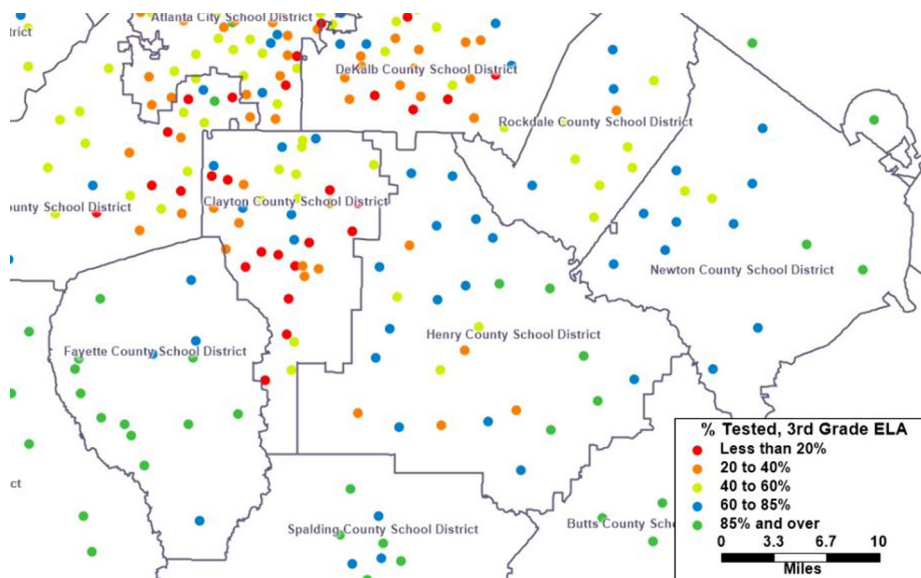 Atlanta City School District
trict
DeKalb County School District
Rockdale County School District
Clayton County School District
ounty School District
Newton County School District
Henry County School District
Fayette County School District
% Tested, 3rd Grade ELA
Less than 20%
20 to 40%
40 to 60%
60 to 85%
85% and over
0 3.3 6.7 10
Miles
ct
Spalding County School District
Butts County Scho